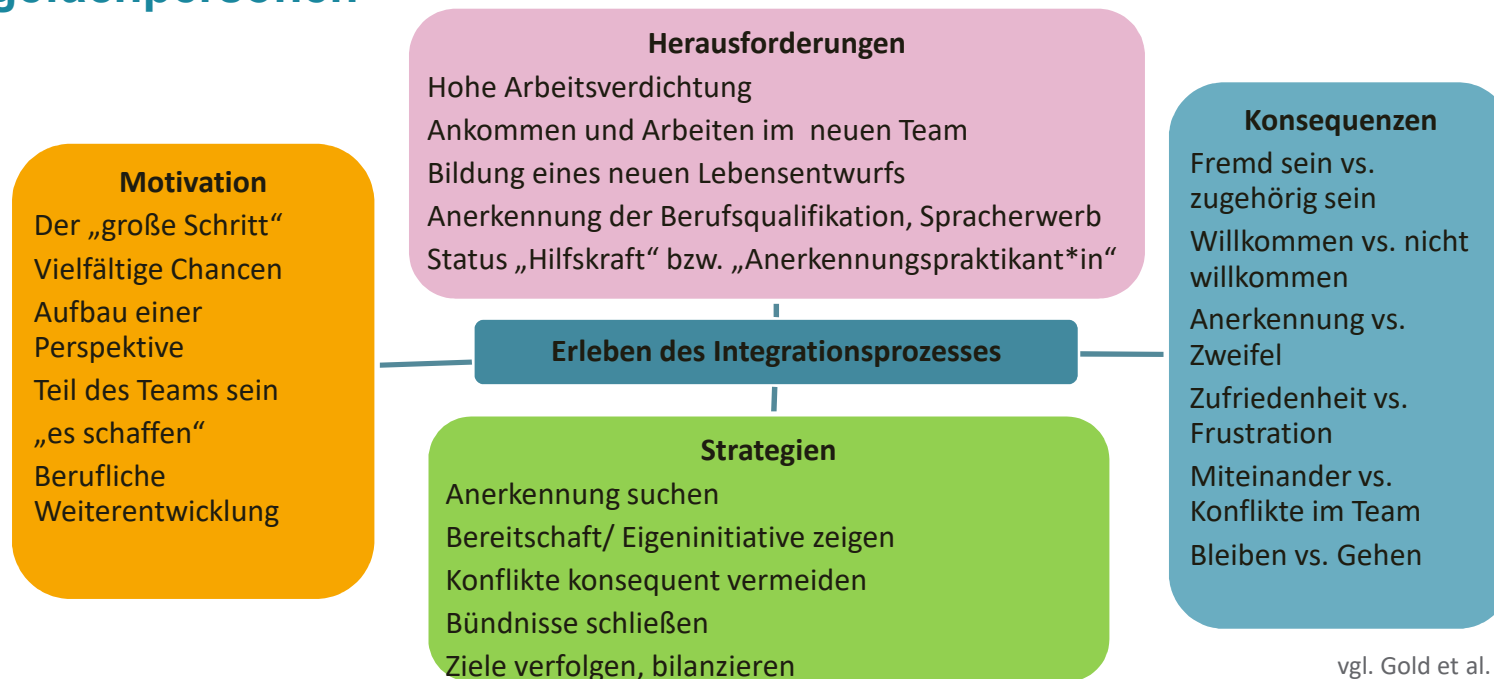 Herausforderungen
Hohe Arbeitsverdichtung
Ankommen und Arbeiten im  neuen Team
Bildung eines neuen Lebensentwurfs
Anerkennung der Berufsqualifikation, Spracherwerb
Status „Hilfskraft“ bzw. „Anerkennungspraktikant*in“
Motivation
Der „große Schritt“
Vielfältige Chancen
Aufbau einer
Perspektive
Teil des Teams sein
„es schaffen“
Berufliche
Weiterentwicklung
Erleben des Integrationsprozesses
Strategien
Anerkennung suchen
Bereitschaft/ Eigeninitiative zeigen
Konflikte konsequent vermeiden
Bündnisse schließen
Ziele verfolgen, bilanzieren
Konsequenzen
Fremd sein vs.
zugehörig sein
Willkommen vs. nicht
willkommen
Anerkennung vs.
Zweifel
Zufriedenheit vs.
Frustration
Miteinander vs.
Konflikte im Team
Bleiben vs. Gehen
vgl. Gold et al.